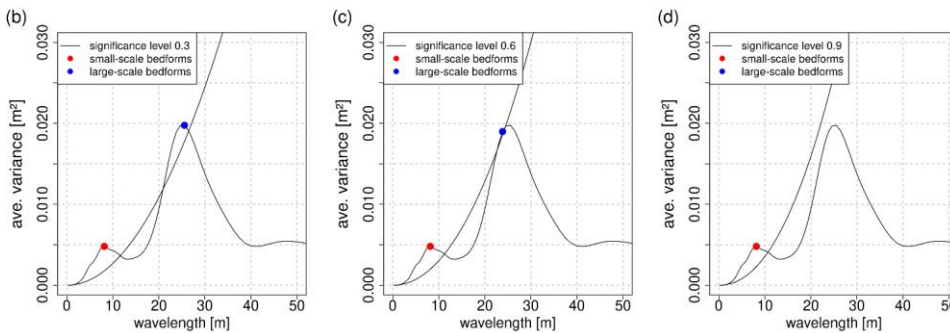 (b)
significance level 0.3
small-scale bedforms
large-scale bedforms
ave. variance [m²]
0.000 0.010 0.020 0.030
0 10 20 30 40 50
wavelength [m]
(c)
significance level 0.6
small-scale bedforms
large-scale bedforms
ave. variance [m²]
0.000 0.010 0.020 0.030
0 10 20 30 40 50
wavelength [m]
(d)
significance level 0.9
small-scale bedforms
large-scale bedforms
ave. variance [m²]
0.000 0.010 0.020 0.030
0 10 20 30 40 50
wavelength [m]